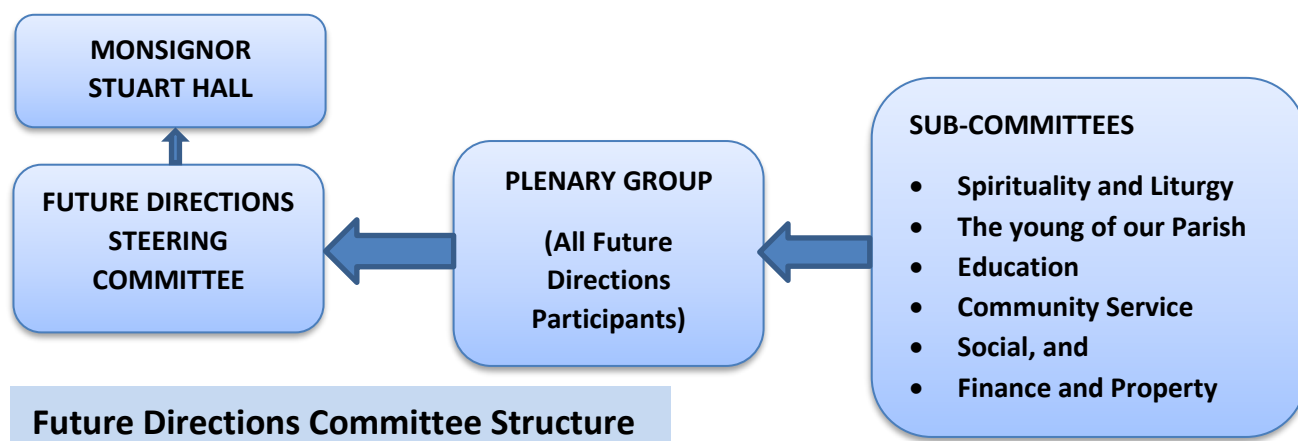 MONSIGNOR
STUART HALL
FUTURE DIRECTIONS
STEERING
COMMITTEE
PLENARY GROUP
(All Future
Directions
Participants)
SUB-COMMITTEES
• Spirituality and Liturgy
• The young of our Parish
• Education
• Community Service
• Social, and
• Finance and Property
Future Directions Committee Structure